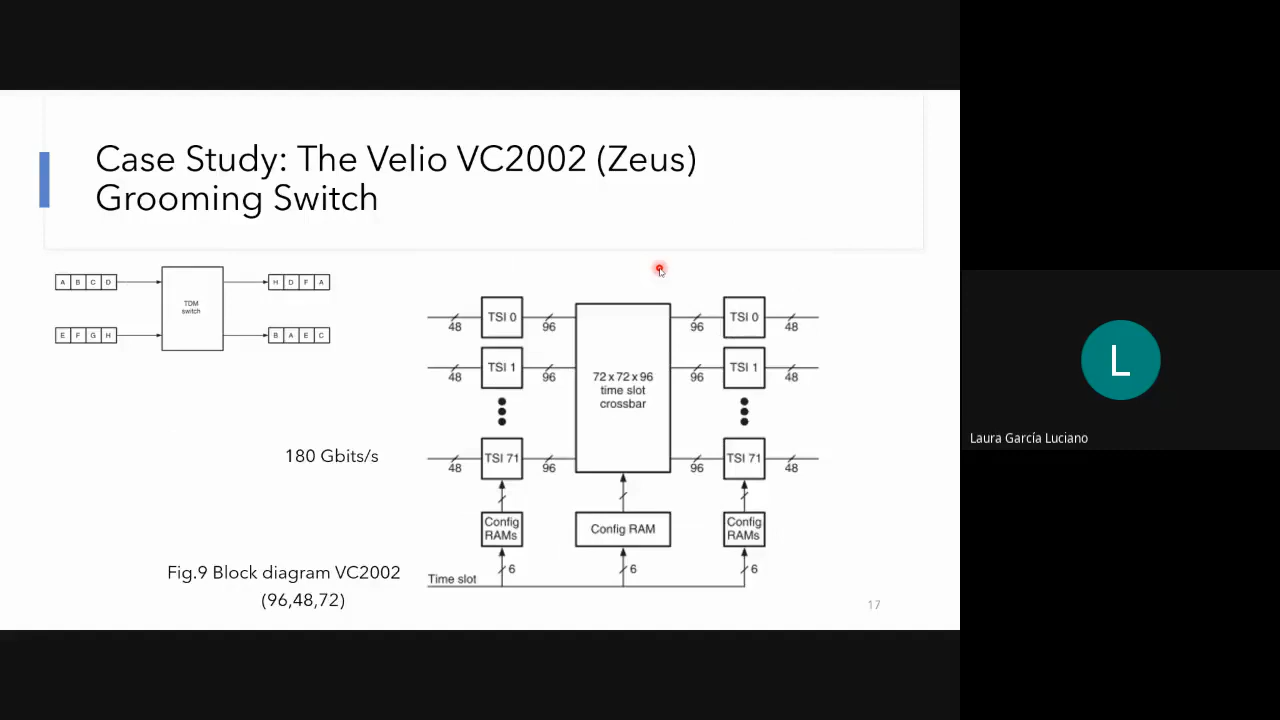 Case Study: The Velio VC2002 (Zeus)
Grooming Switch
A B C D
TDM
switch
H D F A
E F G H
B A E C
TSI 0
48
96
TSI 1
48
96
TSI 71
48
96
72 x 72 x 96
time slot
crossbar
96
TSI 0
48
96
TSI 1
48
96
TSI 71
48
Config
RAMs
Config RAM
Config
RAMs
Time slot
6
6
6
180 Gbits/s
Fig.9 Block diagram VC2002
(96,48,72)
17
L
Laura García Luciano